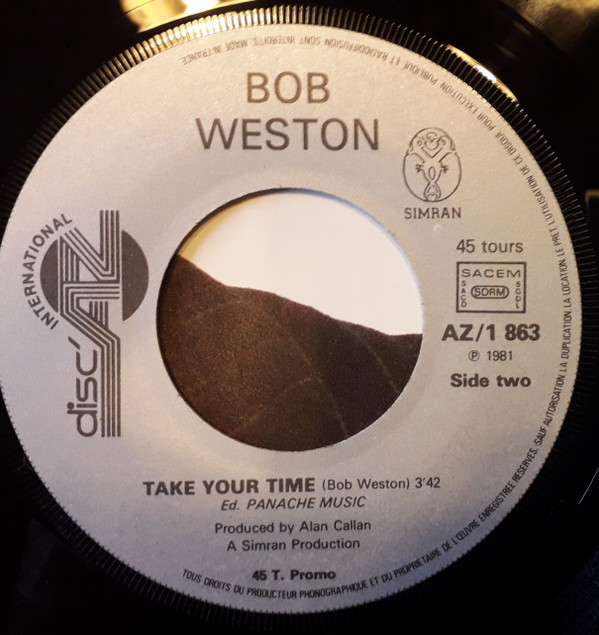 BOB
WESTON
SIMRAN
INTERNATIONAL
disc'AZ
45 tours
SACEM
SACD
SDRM
SGDL
AZ/1 863
℗ 1981
Side two
TAKE YOUR TIME (Bob Weston) 3'42
Ed. PANACHE MUSIC
Produced by Alan Callan
A Simran Production
45 T. Promo
TOUS DROITS DU PRODUCTEUR PHONOGRAPHIQUE ET DU PROPRIETAIRE DE L'ŒUVRE ENREGISTREE RESERVES. SAUF AUTORISATION LA DUPLICATION LA LOCATION LE PRET L'UTILISATION DE CE DISQUE POUR EXECUTION PUBLIQUE ET RADIODIFFUSION SONT INTERDITS. MADE IN FRANCE